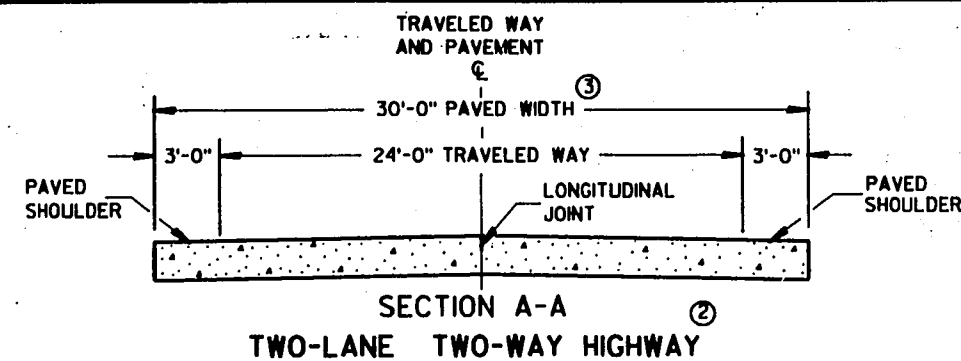 TRAVELED WAY
AND PAVEMENT
℄
30'-0" PAVED WIDTH ③
3'-0" 24'-0" TRAVELED WAY 3'-0"
PAVED
SHOULDER
LONGITUDINAL
JOINT
PAVED
SHOULDER
SECTION A-A
TWO-LANE TWO-WAY HIGHWAY ②